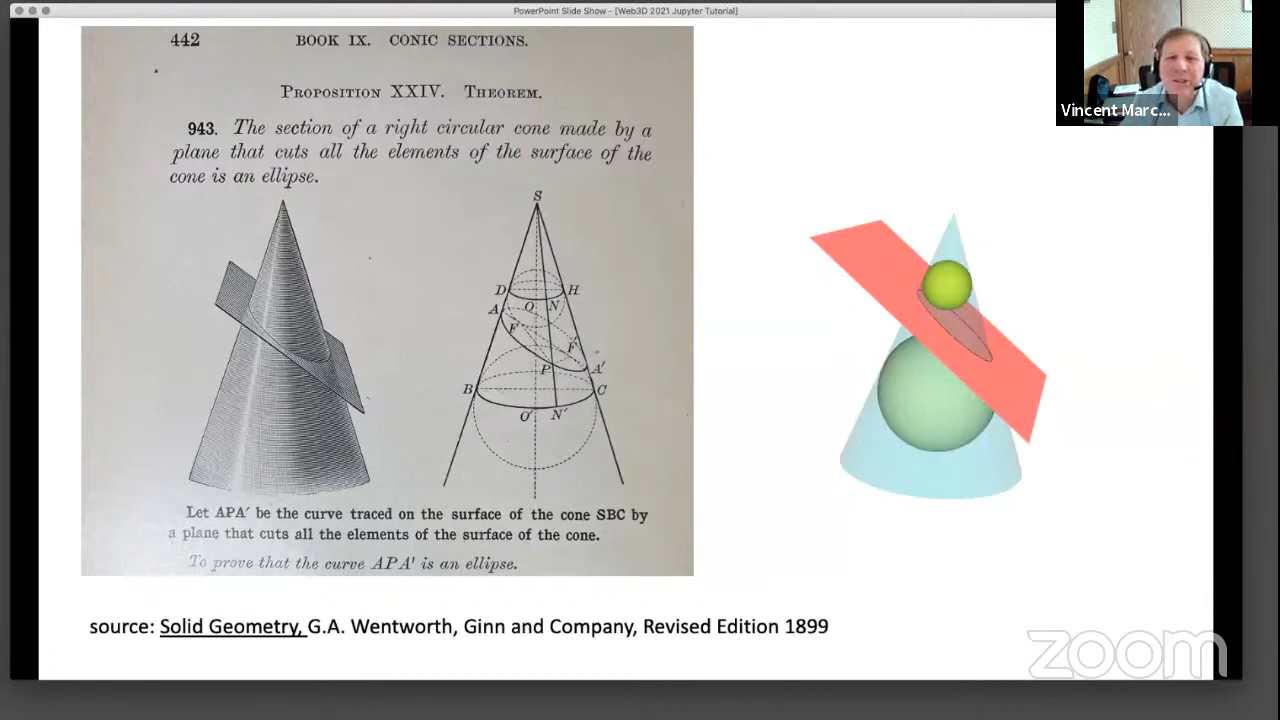 PowerPoint Slide Show - [Web3D 2021 Jupyter Tutorial]
Vincent Marc...
442 BOOK IX. CONIC SECTIONS.
PROPOSITION XXIV. THEOREM.
943. The section of a right circular cone made by a
plane that cuts all the elements of the surface of the
cone is an ellipse.
S
D H
A O N
F
F'
P A'
B C
O' N'
Let APA' be the curve traced on the surface of the cone SBC by
a plane that cuts all the elements of the surface of the cone.
To prove that the curve APA' is an ellipse.
source: Solid Geometry, G.A. Wentworth, Ginn and Company, Revised Edition 1899
zoom